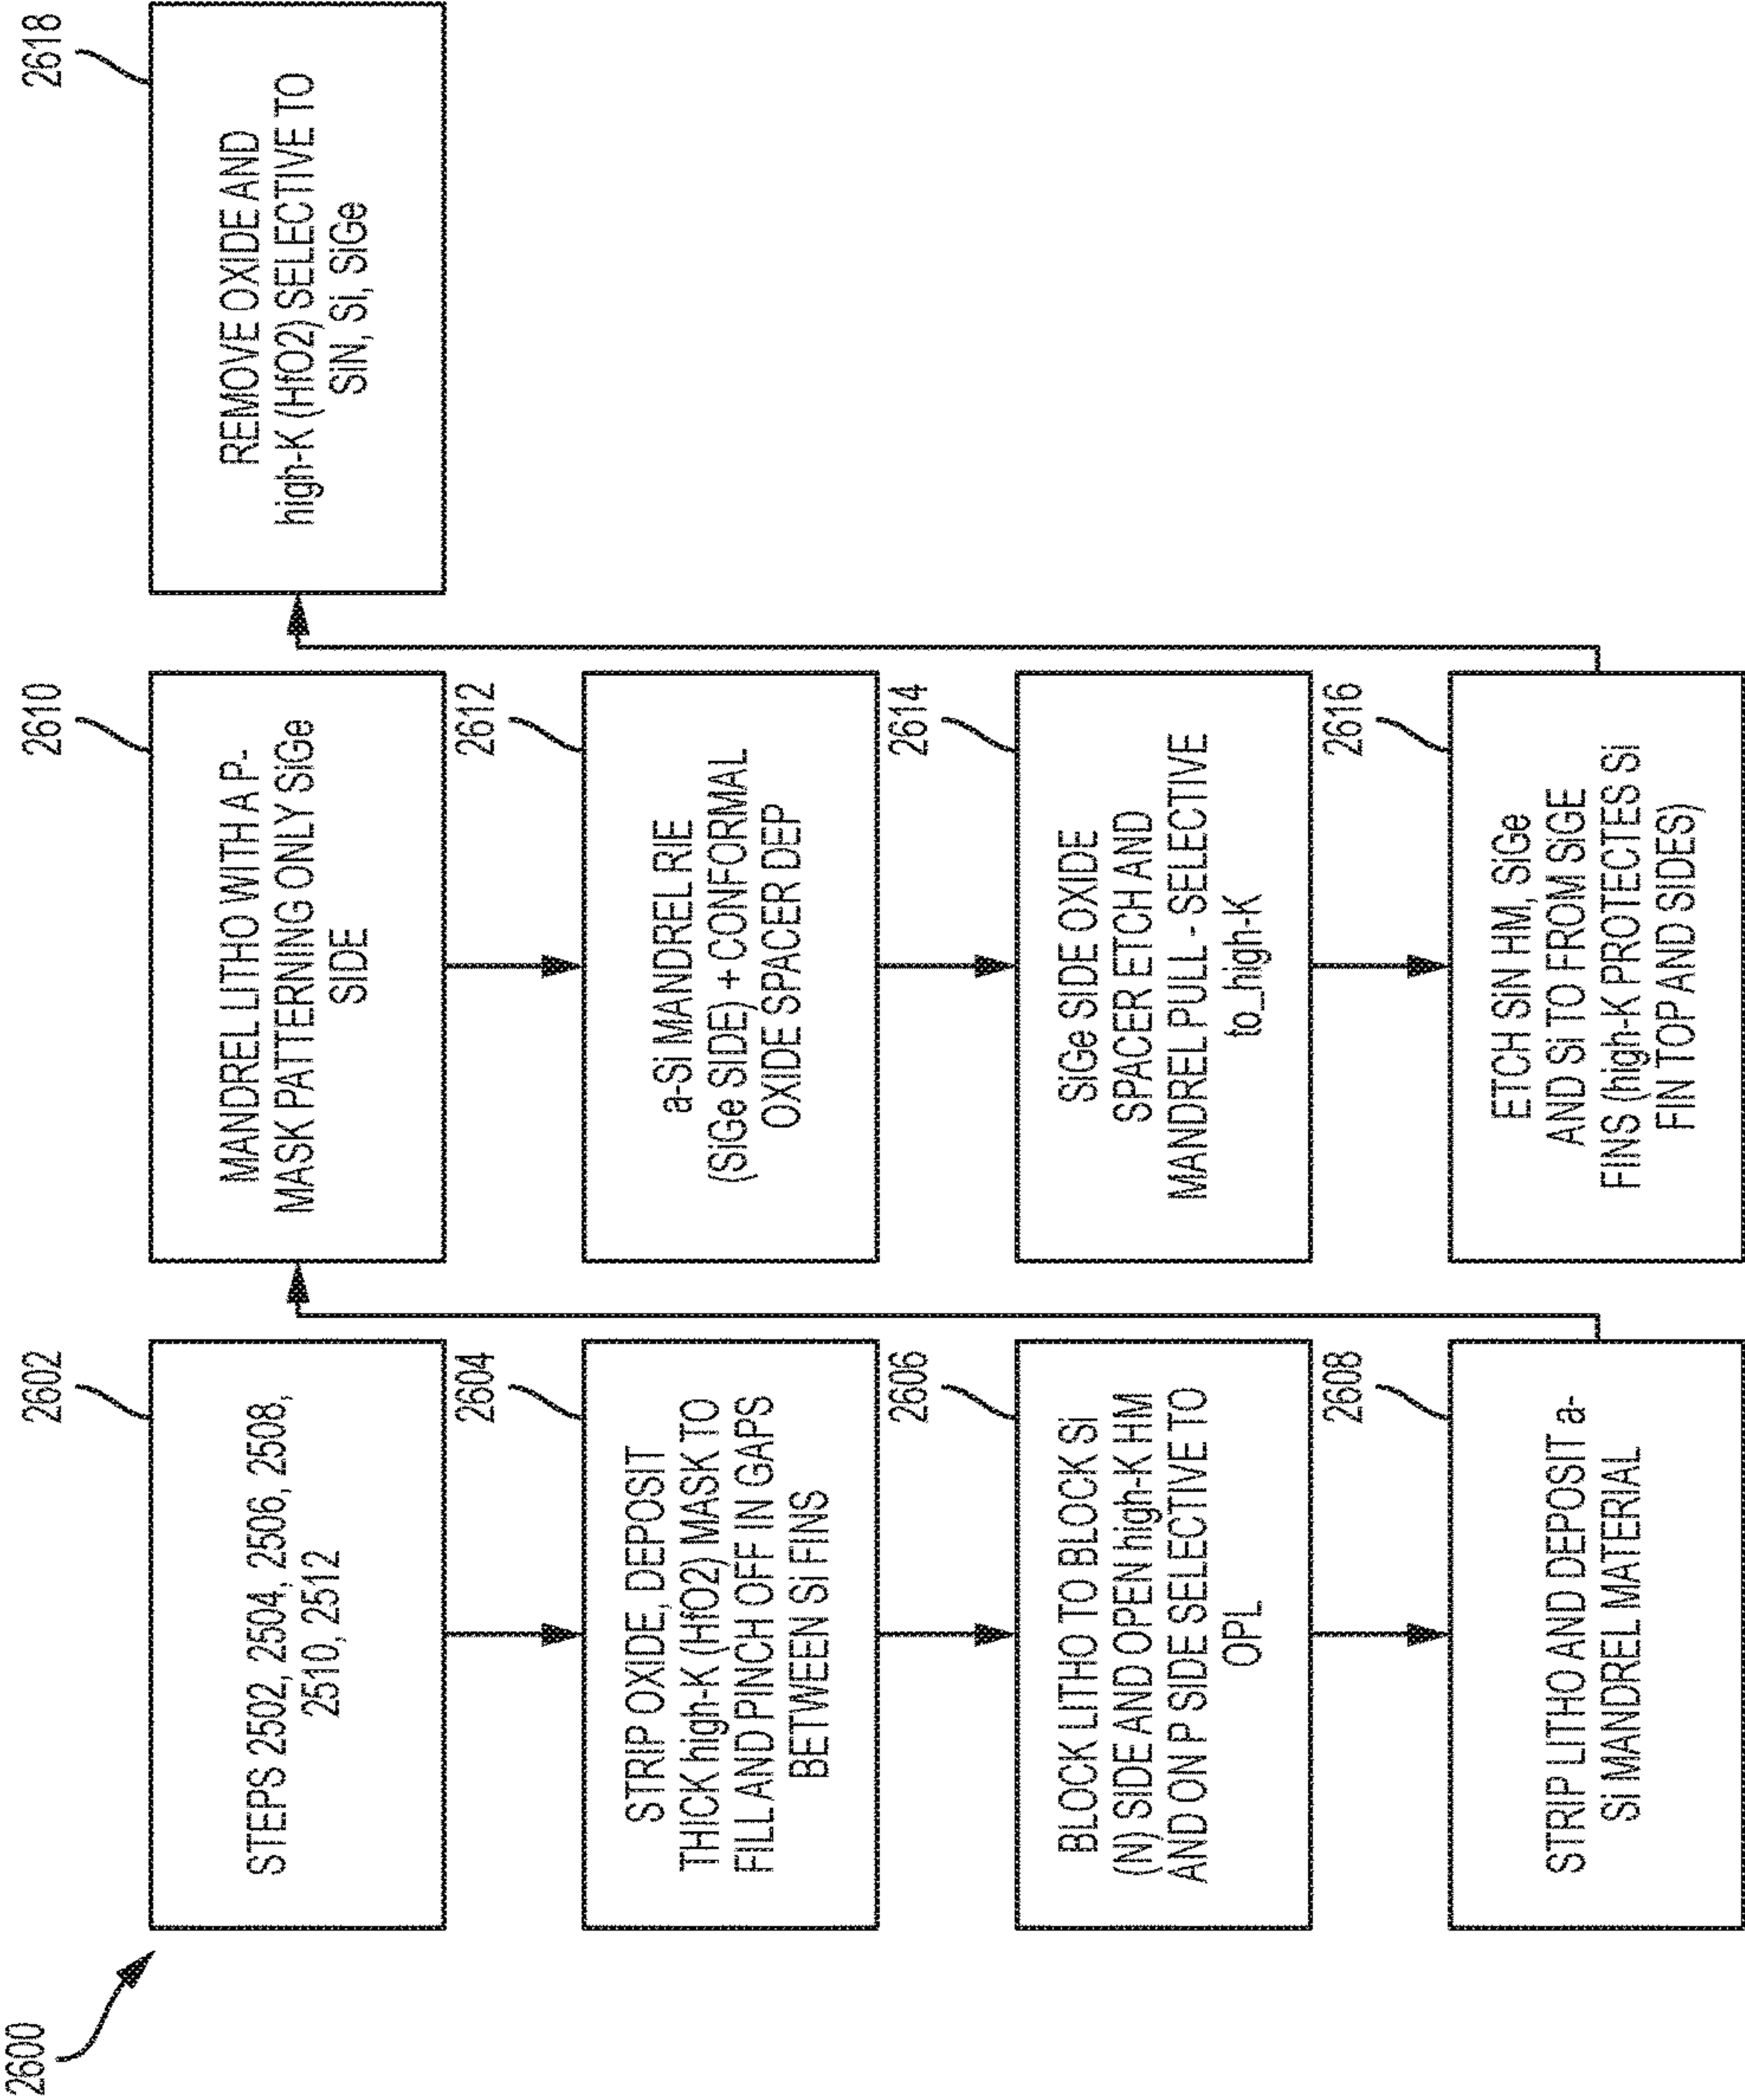 2600
2602
STEPS 2502, 2504, 2506, 2508,
2510, 2512
2604
STRIP OXIDE, DEPOSIT
THICK high-K (HfO2) MASK TO
FILL AND PINCH OFF IN GAPS
BETWEEN Si FINS
2606
BLOCK LITHO TO BLOCK Si
(N) SIDE AND OPEN high-K HM
AND ON P SIDE SELECTIVE TO
OPL
2608
STRIP LITHO AND DEPOSIT a-
Si MANDREL MATERIAL
2610
MANDREL LITHO WITH A P-
MASK PATTERNING ONLY SiGe
SIDE
2612
a-Si MANDREL RIE
(SiGe SIDE) + CONFORMAL
OXIDE SPACER DEP
2614
SiGe SIDE OXIDE
SPACER ETCH AND
MANDREL PULL - SELECTIVE
to_high-K
2616
ETCH SiN HM, SiGe
AND Si TO FROM SiGE
FINS (high-K PROTECTES Si
FIN TOP AND SIDES)
2618
REMOVE OXIDE AND
high-K (HfO2) SELECTIVE TO
SiN, Si, SiGe